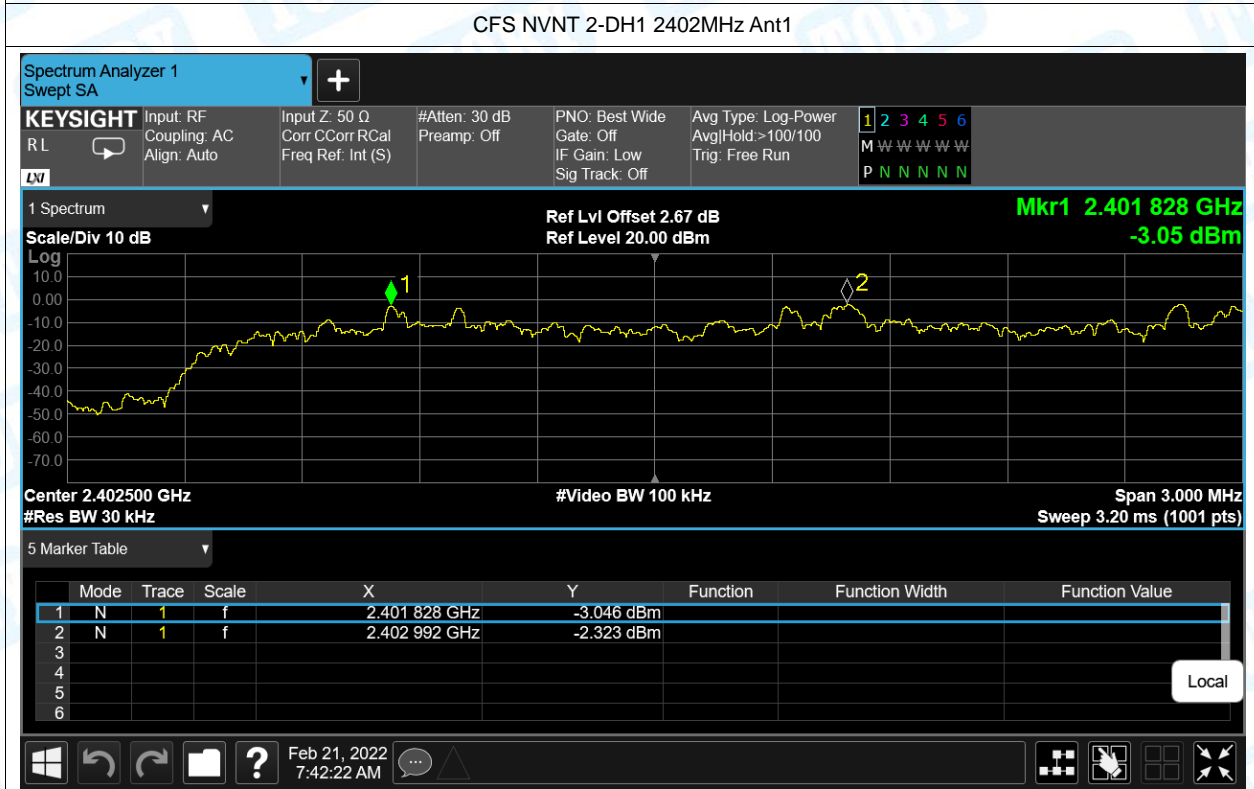 CFS NVNT 2-DH1 2402MHz Ant1
Spectrum Analyzer 1
Swept SA
KEYSIGHT
R L
LXI
Input: RF
Coupling: AC
Align: Auto
Input Z: 50 Ω
Corr CCorr RCal
Freq Ref: Int (S)
#Atten: 30 dB
Preamp: Off
PNO: Best Wide
Gate: Off
IF Gain: Low
Sig Track: Off
Avg Type: Log-Power
Avg|Hold:>100/100
Trig: Free Run
1 2 3 4 5 6
M W W W W W
P N N N N N
1 Spectrum
Scale/Div 10 dB
Ref Lvl Offset 2.67 dB
Ref Level 20.00 dBm
Mkr1 2.401 828 GHz
-3.05 dBm
Log
10.0
0.00
-10.0
-20.0
-30.0
-40.0
-50.0
-60.0
-70.0
1
2
Center 2.402500 GHz
#Video BW 100 kHz
Span 3.000 MHz
#Res BW 30 kHz
Sweep 3.20 ms (1001 pts)
5 Marker Table
Mode Trace Scale X Y Function Function Width Function Value
1 N 1 f 2.401 828 GHz -3.046 dBm
2 N 1 f 2.402 992 GHz -2.323 dBm
3
4
5
6
Local
?
Feb 21, 2022
7:42:22 AM